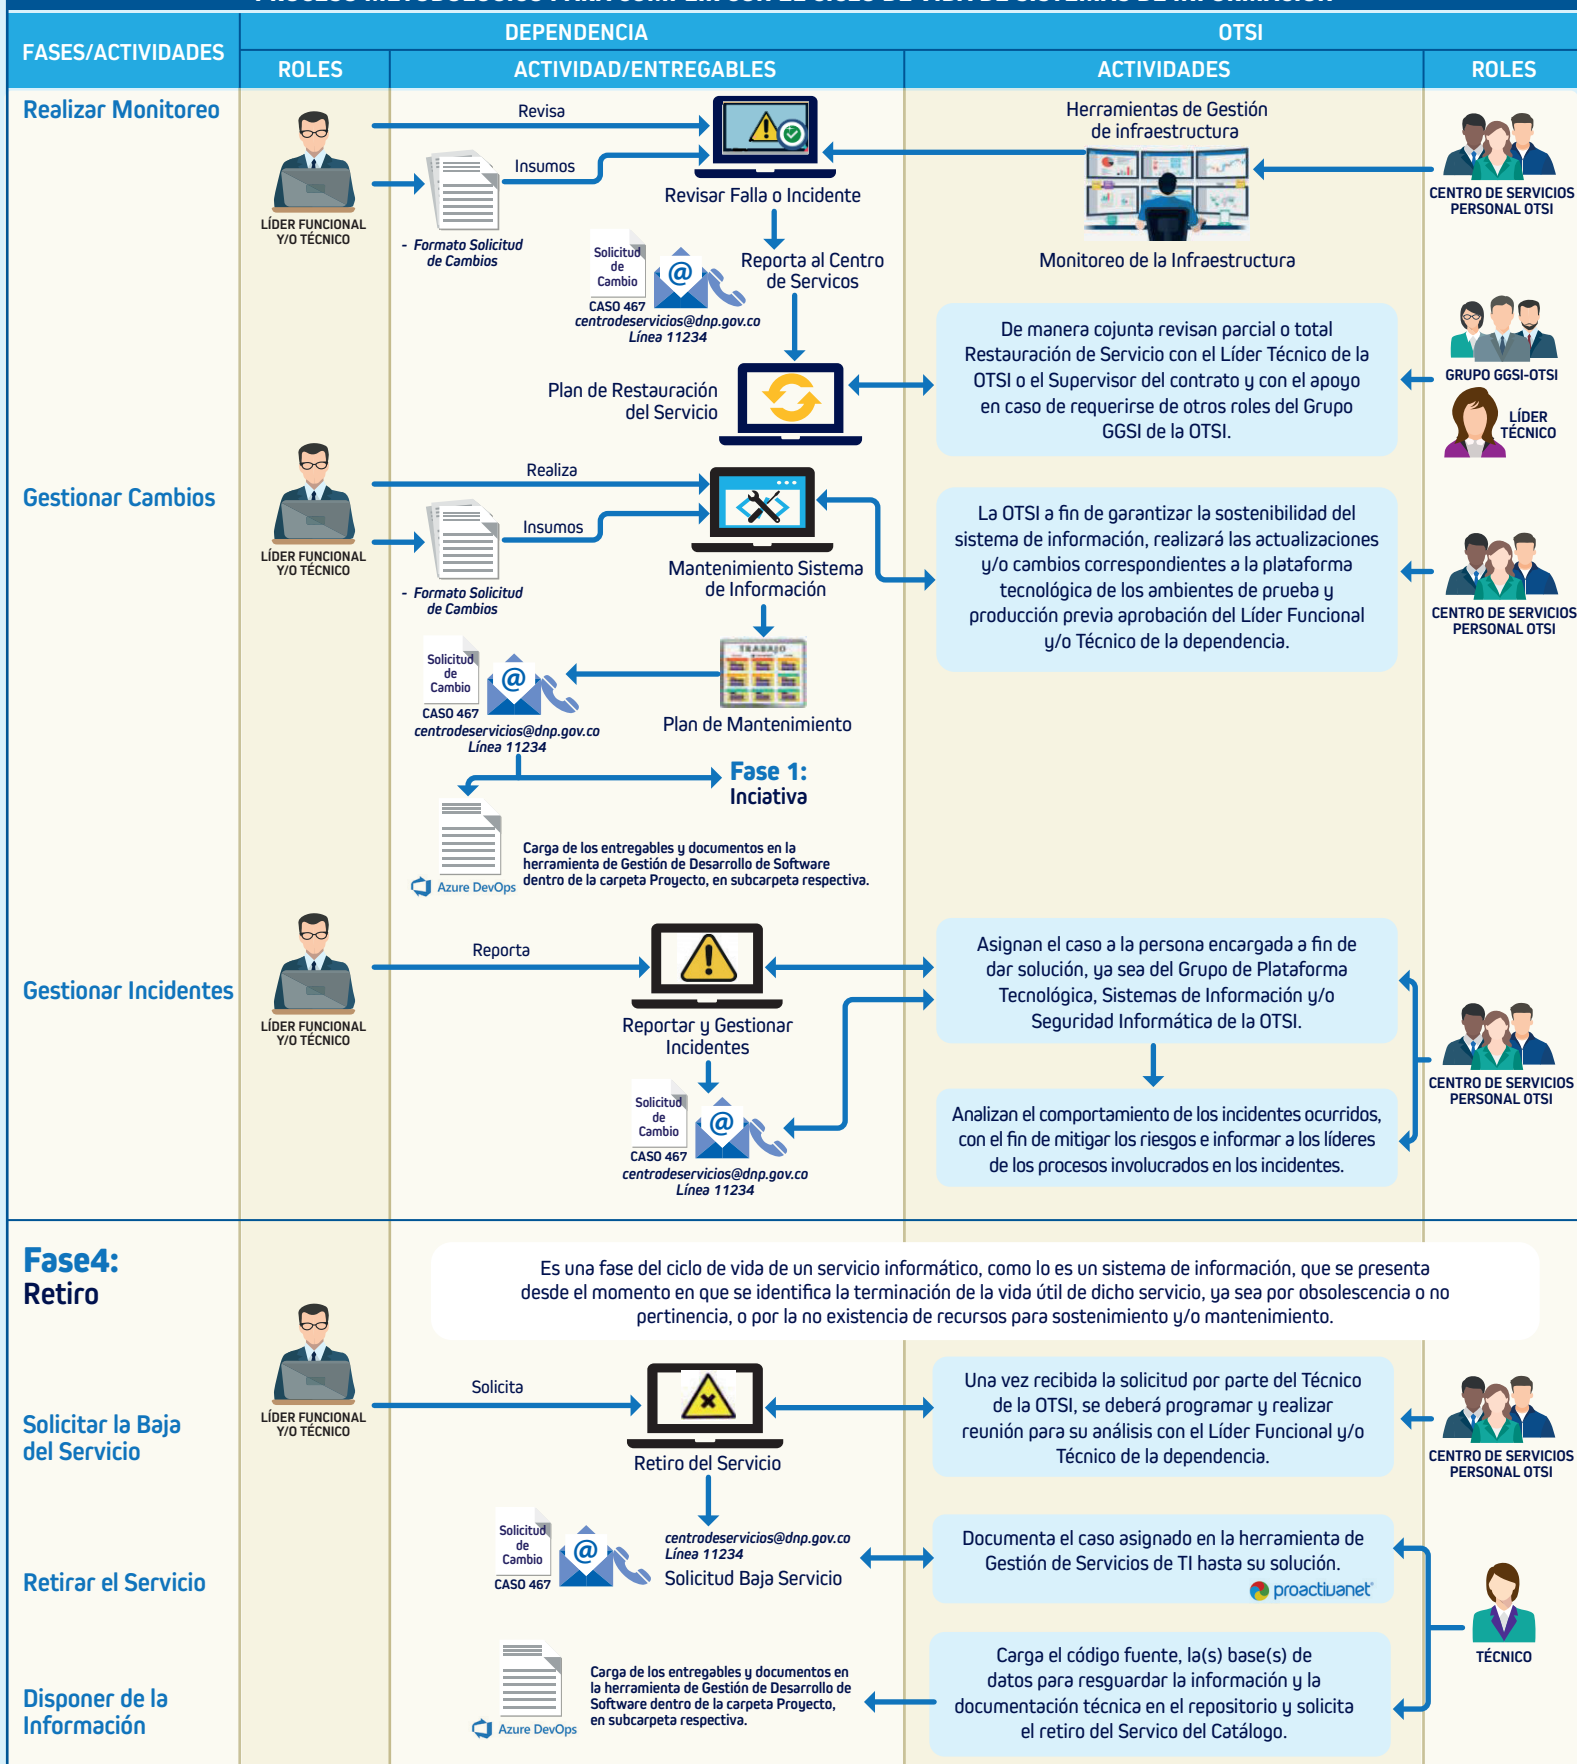 PROCESO METODOLÓGICO PARA CUMPLIR CON EL CICLO DE VIDA DE SISTEMAS DE INFORMACIÓN
FASES/ACTIVIDADES
DEPENDENCIA
OTSI
ROLES
ACTIVIDAD/ENTREGABLES
ACTIVIDADES
ROLES
Realizar Monitoreo
LÍDER FUNCIONAL
Y/O TÉCNICO
Revisa
Insumos
- Formato Solicitud
de Cambios
Revisar Falla o Incidente
Herramientas de Gestión
de infraestructura
Monitoreo de la Infraestructura
CENTRO DE SERVICIOS
PERSONAL OTSI
Solicitud
de
Cambio
CASO 467
@
centrodeservicios@dnp.gov.co
Línea 11234
Reporta al Centro
de Servicos
Plan de Restauración
del Servicio
De manera cojunta revisan parcial o total
Restauración de Servicio con el Líder Técnico de la
OTSI o el Supervisor del contrato y con el apoyo
en caso de requerirse de otros roles del Grupo
GGSI de la OTSI.
GRUPO GGSI-OTSI
LÍDER
TÉCNICO
Gestionar Cambios
LÍDER FUNCIONAL
Y/O TÉCNICO
Realiza
Insumos
- Formato Solicitud
de Cambios
Mantenimiento Sistema
de Información
La OTSI a fin de garantizar la sostenibilidad del
sistema de información, realizará las actualizaciones
y/o cambios correspondientes a la plataforma
tecnológica de los ambientes de prueba y
producción previa aprobación del Líder Funcional
y/o Técnico de la dependencia.
CENTRO DE SERVICIOS
PERSONAL OTSI
TRABAJO
Plan de Mantenimiento
Solicitud
de
Cambio
CASO 467
@
centrodeservicios@dnp.gov.co
Línea 11234
Fase 1:
Inciativa
Azure DevOps
Carga de los entregables y documentos en la
herramienta de Gestión de Desarrollo de Software
dentro de la carpeta Proyecto, en subcarpeta respectiva.
Gestionar Incidentes
LÍDER FUNCIONAL
Y/O TÉCNICO
Reporta
Reportar y Gestionar
Incidentes
Asignan el caso a la persona encargada a fin de
dar solución, ya sea del Grupo de Plataforma
Tecnológica, Sistemas de Información y/o
Seguridad Informática de la OTSI.
Analizan el comportamiento de los incidentes ocurridos,
con el fin de mitigar los riesgos e informar a los líderes
de los procesos involucrados en los incidentes.
CENTRO DE SERVICIOS
PERSONAL OTSI
Solicitud
de
Cambio
CASO 467
@
centrodeservicios@dnp.gov.co
Línea 11234
Fase4:
Retiro
Es una fase del ciclo de vida de un servicio informático, como lo es un sistema de información, que se presenta
desde el momento en que se identifica la terminación de la vida útil de dicho servicio, ya sea por obsolescencia o no
pertinencia, o por la no existencia de recursos para sostenimiento y/o mantenimiento.
Solicitar la Baja
del Servicio
LÍDER FUNCIONAL
Y/O TÉCNICO
Solicita
Retiro del Servicio
Una vez recibida la solicitud por parte del Técnico
de la OTSI, se deberá programar y realizar
reunión para su análisis con el Líder Funcional y/o
Técnico de la dependencia.
CENTRO DE SERVICIOS
PERSONAL OTSI
Retirar el Servicio
Solicitud
de
Cambio
CASO 467
@
centrodeservicios@dnp.gov.co
Línea 11234
Solicitud Baja Servicio
Documenta el caso asignado en la herramienta de
Gestión de Servicios de TI hasta su solución.
proactivanet
TÉCNICO
Disponer de la
Información
Azure DevOps
Carga de los entregables y documentos en
la herramienta de Gestión de Desarrollo de
Software dentro de la carpeta Proyecto,
en subcarpeta respectiva.
Carga el código fuente, la(s) base(s) de
datos para resguardar la información y la
documentación técnica en el repositorio y solicita
el retiro del Servico del Catálogo.